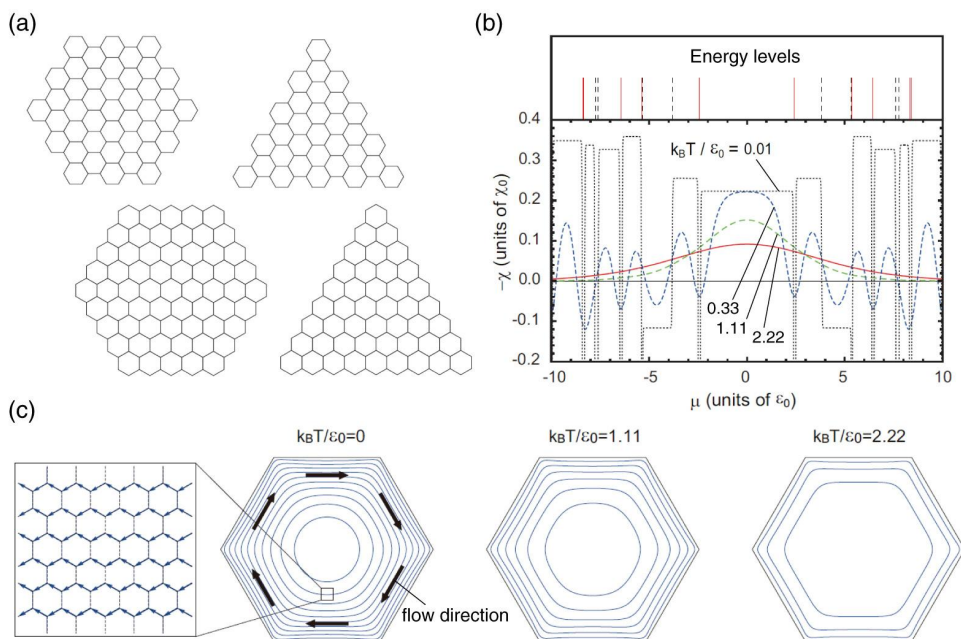 (a)
(b)
Energy levels
0.4
0.3
0.2
0.1
0.0
-0.1
-0.2
−χ (units of χ0)
kBT / ε0 = 0.01
0.33
1.11
2.22
-10
-5
0
5
10
μ (units of ε0)
(c)
kBT/ε0=0
kBT/ε0=1.11
kBT/ε0=2.22
flow direction